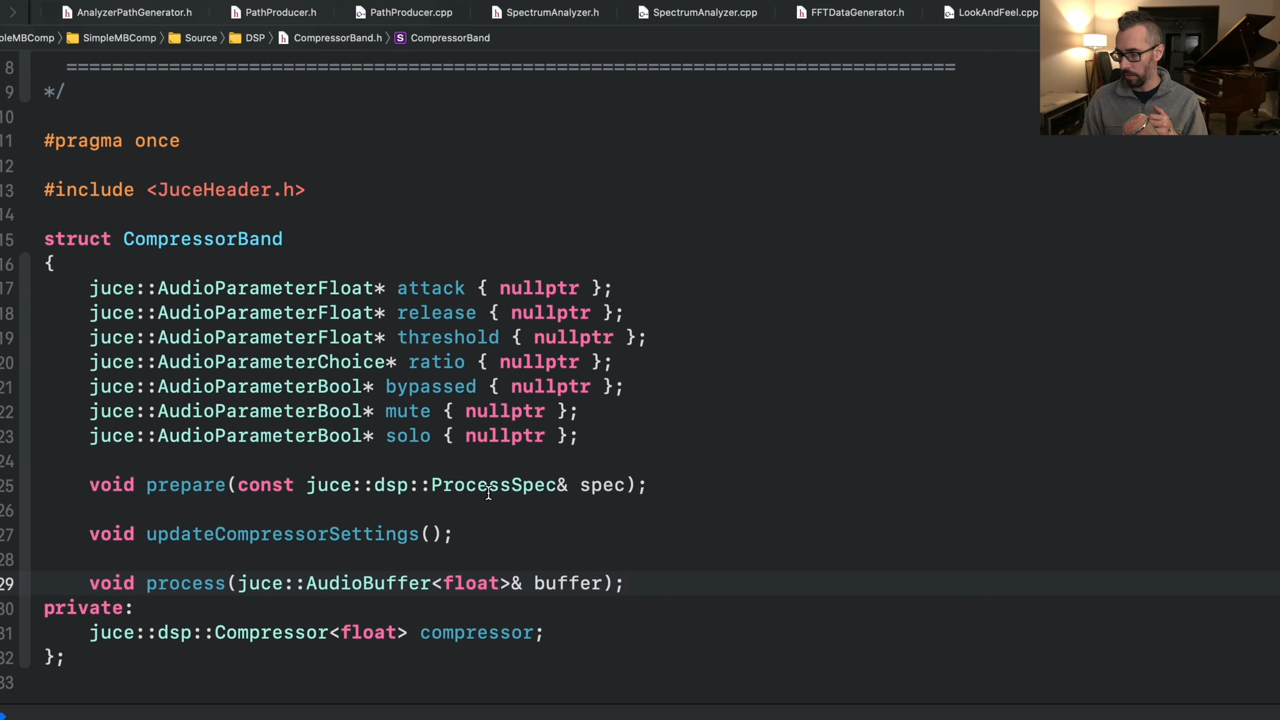 AnalyzerPathGenerator.h PathProducer.h PathProducer.cpp SpectrumAnalyzer.h SpectrumAnalyzer.cpp FFTDataGenerator.h LookAndFeel.cpp
pleMBComp SimpleMBComp Source DSP CompressorBand.h CompressorBand
8 ==============================================================================
9 */
10
11 #pragma once
12
13 #include <JuceHeader.h>
14
15 struct CompressorBand
16 {
17 juce::AudioParameterFloat* attack { nullptr };
18 juce::AudioParameterFloat* release { nullptr };
19 juce::AudioParameterFloat* threshold { nullptr };
20 juce::AudioParameterChoice* ratio { nullptr };
21 juce::AudioParameterBool* bypassed { nullptr };
22 juce::AudioParameterBool* mute { nullptr };
23 juce::AudioParameterBool* solo { nullptr };
24
25 void prepare(const juce::dsp::ProcessSpec& spec);
26
27 void updateCompressorSettings();
28
29 void process(juce::AudioBuffer<float>& buffer);
30 private:
31 juce::dsp::Compressor<float> compressor;
32 };
33